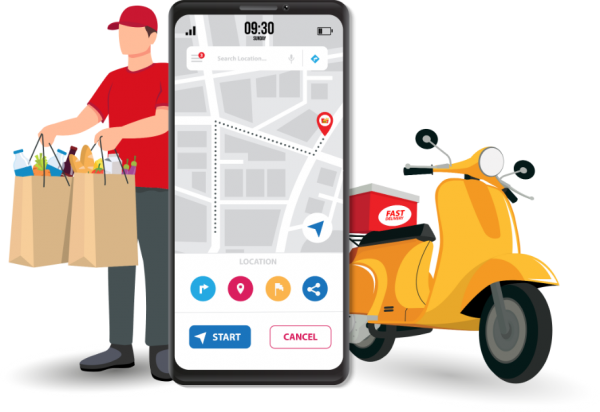 09:30
SUNDAY
Search Location...
LOCATION
START
CANCEL
FAST
DELIVERY